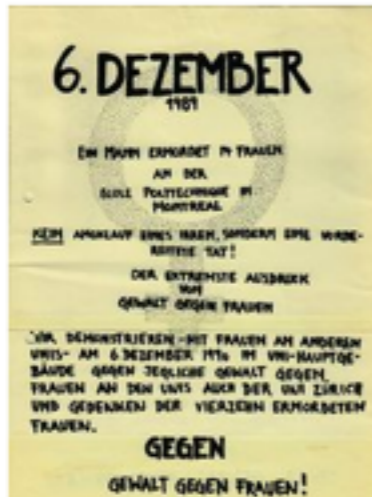 6. DEZEMBER
1989
EIN MANN ERMORDET 14 FRAUEN
AN DER
ECOLE POLYTECHNIQUE IN
MONTREAL
KEIN AMOKLAUF EINES IRREN, SONDERN EINE VORBE-
REITETE TAT!
DER EXTREMSTE AUSDRUCK
VON
GEWALT GEGEN FRAUEN
WIR DEMONSTRIEREN -MIT FRAUEN AM ANDEREN
UNIS- AM 6.DEZEMBER 1990 IM UNI-HAUPTGE-
BÄUDE GEGEN JEGLICHE GEWALT GEGEN
FRAUEN AN DEN UNIS AUCH DER UNI ZÜRICH
UND GEDENKEN DER VIERZEHN ERMORDETEN
FRAUEN.
GEGEN
GEWALT GEGEN FRAUEN!